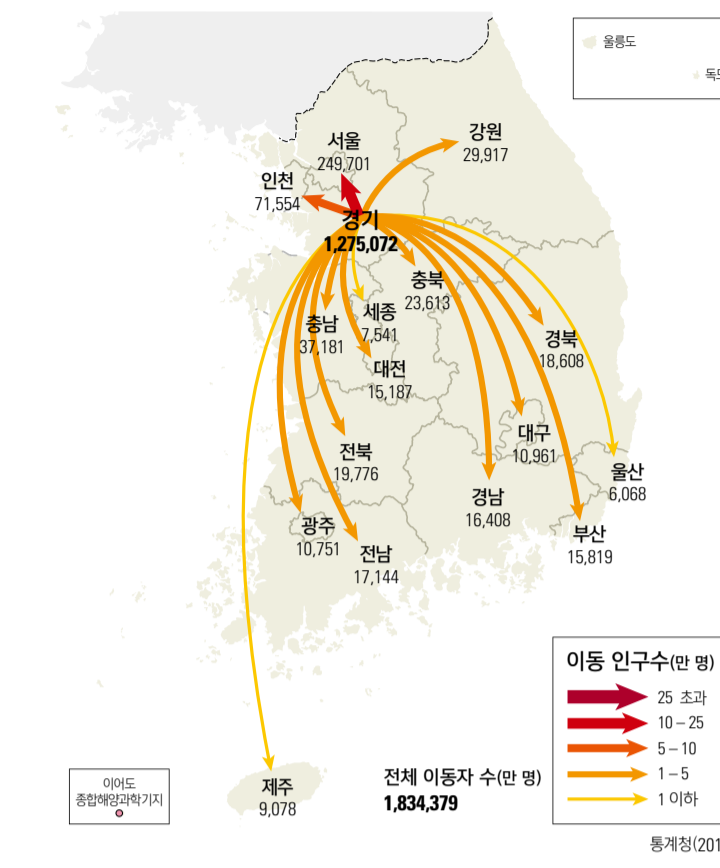 울릉도
강원
29,917
서울
249,701
인천
71,554
경기
1,275,072
충북
23,613
세종
7,541
충남
37,181
경북
18,608
대전
15,187
대구
10,961
전북
19,776
울산
6,068
경남
16,408
광주
10,751
부산
15,819
전남
17,144
이동 인구수(만 명)
25 초과
10 – 25
5 – 10
1 – 5
1 이하
이어도
종합해양과학기지
제주
9,078
전체 이동자 수(만 명)
1,834,379
통계청(201